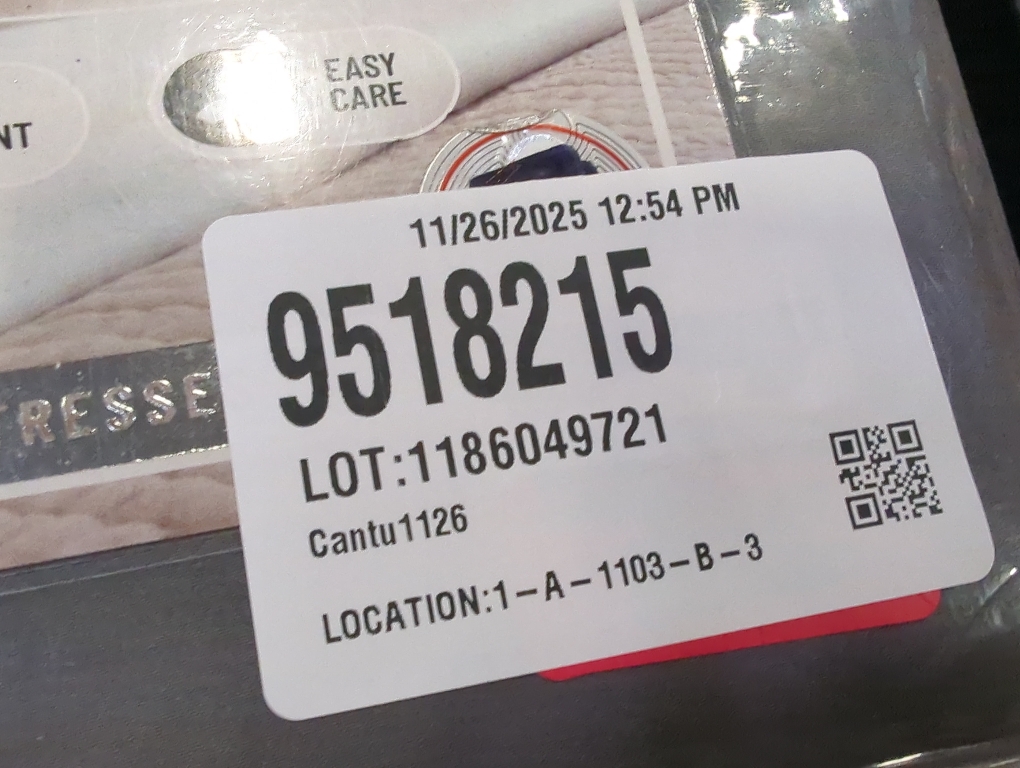 EASY
CARE
NT
11/26/2025 12:54 PM
9518215
LOT:1186049721
Cantu1126
LOCATION:1-A-1103-B-3
RESSE